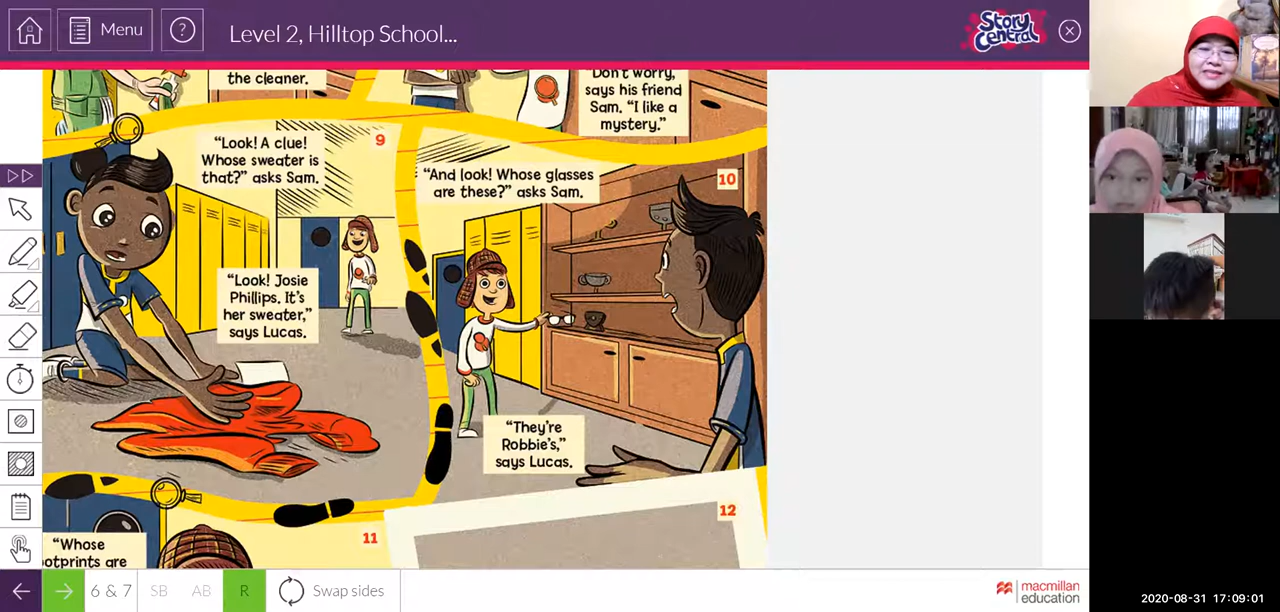 Menu
?
Level 2, Hilltop School...
Story
Central
the cleaner.
Don't worry,
says his friend
Sam. "I like a
mystery."
9
"Look! A clue!
Whose sweater is
that?" asks Sam.
"Look! Josie
Phillips. It's
her sweater,"
says Lucas.
"And look! Whose glasses
are these?" asks Sam.
10
"They're
Robbie's,"
says Lucas.
11
"Whose
ootprints are
12
6 & 7
SB
AB
R
Swap sides
macmillan
education
2020-08-31 17:09:01